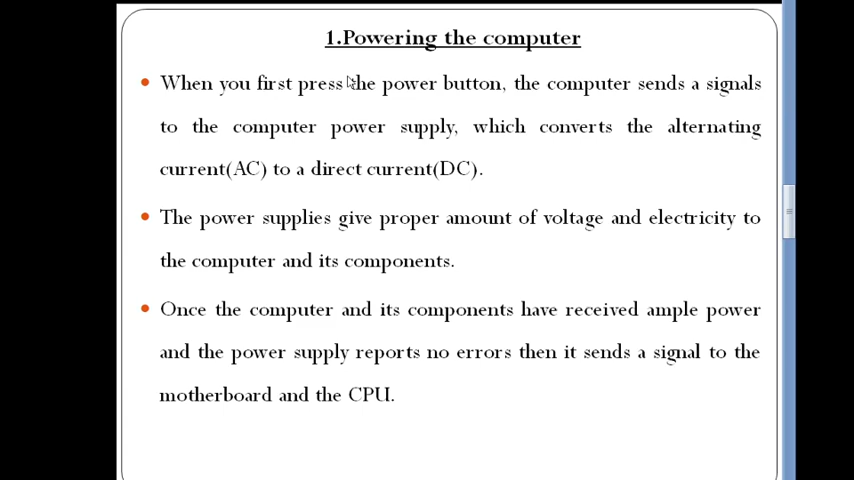 1.Powering the computer
• When you first press the power button, the computer sends a signals
to the computer power supply, which converts the alternating
current(AC) to a direct current(DC).
• The power supplies give proper amount of voltage and electricity to
the computer and its components.
• Once the computer and its components have received ample power
and the power supply reports no errors then it sends a signal to the
motherboard and the CPU.